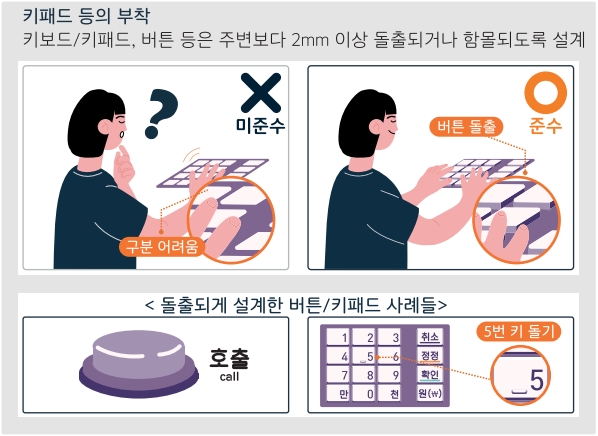 키패드 등의 부착
키보드/키패드, 버튼 등은 주변보다 2mm 이상 돌출되거나 함몰되도록 설계
?
미준수
구분 어려움
버튼 돌출
준수
< 돌출되게 설계한 버튼/키패드 사례들>
호출
call
1 2 3 취소
4 5 6 정정
7 8 9 확인
만 0 천 원(₩)
5번 키 돌기
5